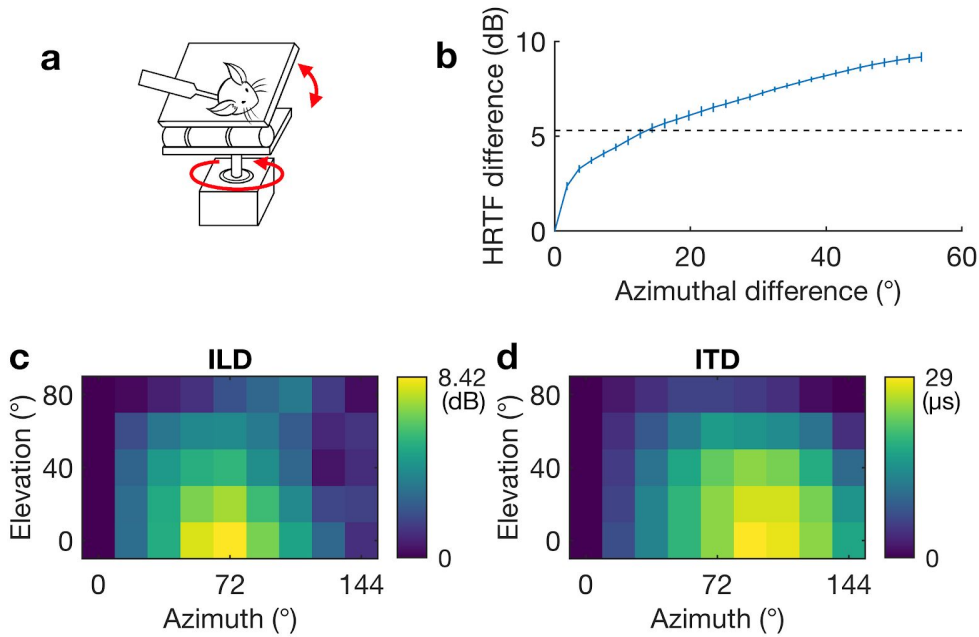 a
b
HRTF difference (dB)
10
5
0
0
20
40
60
Azimuthal difference (°)
c
ILD
Elevation (°)
80
40
0
0
72
144
Azimuth (°)
8.42
(dB)
0
d
ITD
Elevation (°)
80
40
0
0
72
144
Azimuth (°)
29
(µs)
0